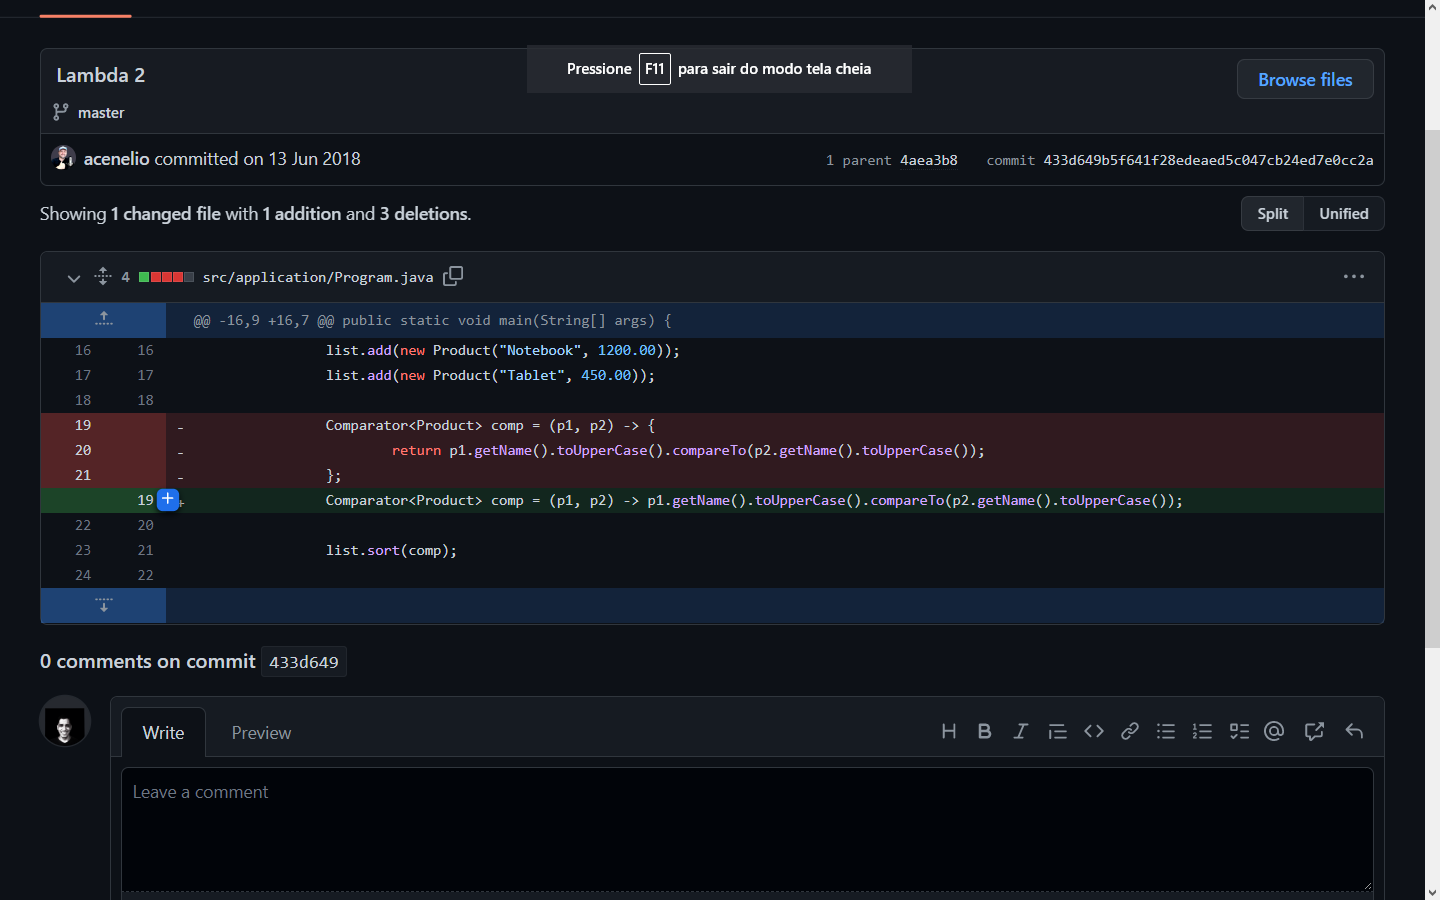 Pressione F11 para sair do modo tela cheia
Lambda 2
Browse files
master
acenelio committed on 13 Jun 2018
1 parent 4aea3b8 commit 433d649b5f641f28edeaed5c047cb24ed7e0cc2a
Showing 1 changed file with 1 addition and 3 deletions.
Split Unified
4 src/application/Program.java
@@ -16,9 +16,7 @@ public static void main(String[] args) {
16 16 list.add(new Product("Notebook", 1200.00));
17 17 list.add(new Product("Tablet", 450.00));
18 18
19 - Comparator<Product> comp = (p1, p2) -> {
20 - return p1.getName().toUpperCase().compareTo(p2.getName().toUpperCase());
21 - };
19 + Comparator<Product> comp = (p1, p2) -> p1.getName().toUpperCase().compareTo(p2.getName().toUpperCase());
22 20
23 21 list.sort(comp);
24 22
0 comments on commit 433d649
Write Preview
Leave a comment